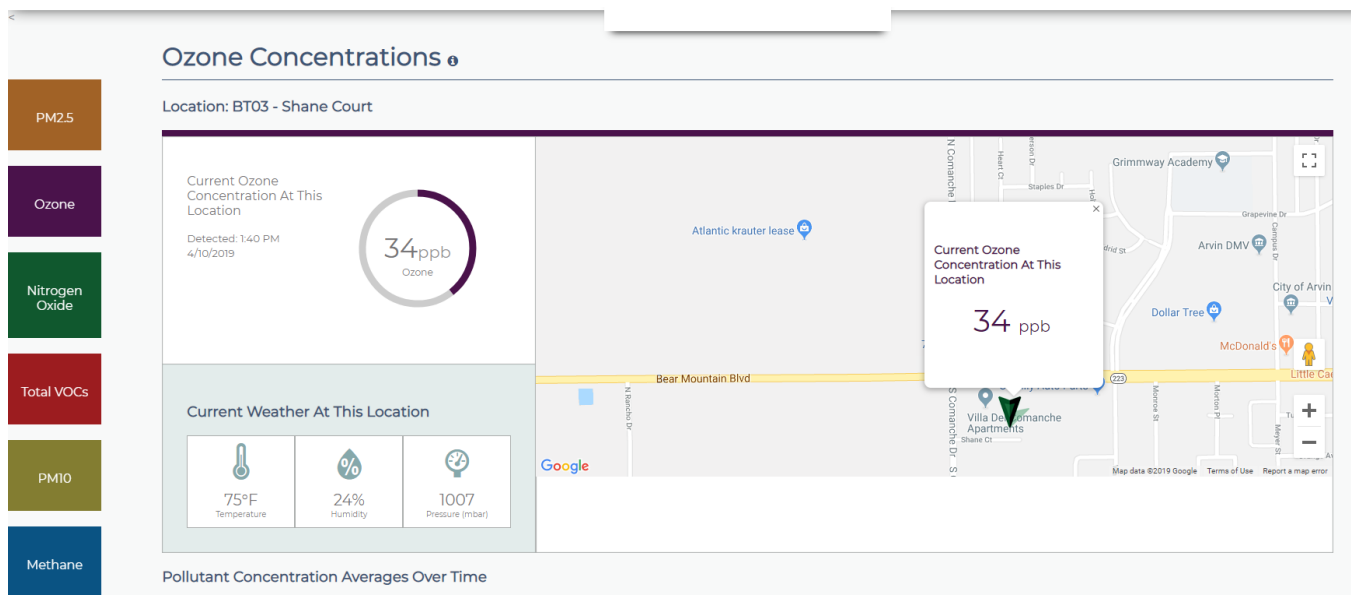 <
Ozone Concentrations
Location: BT03 - Shane Court
PM2.5
Ozone
Nitrogen
Oxide
Total VOCs
PM10
Methane
Current Ozone
Concentration At This
Location
Detected: 1:40 PM
4/10/2019
34ppb
Ozone
Current Weather At This Location
75°F
Temperature
%
24%
Humidity
1007
Pressure (mbar)
N Comanche
Heart Ct
Staples Dr
Grimmway Academy
Grapevine Dr
Campus Dr
Atlantic krauter lease
Arvin DMV
City of Arvin
Dollar Tree
McDonald's
Little
×
Current Ozone
Concentration At This
Location
34 ppb
Bear Mountain Blvd
223
N Rancho Dr
S Comanche Dr
Villa Del Comanche
Apartments
Shane Ct
Monroe St
Morton Pl
Meyer St
+
−
Google
Map data ©2019 Google
Terms of Use
Report a map error
Pollutant Concentration Averages Over Time